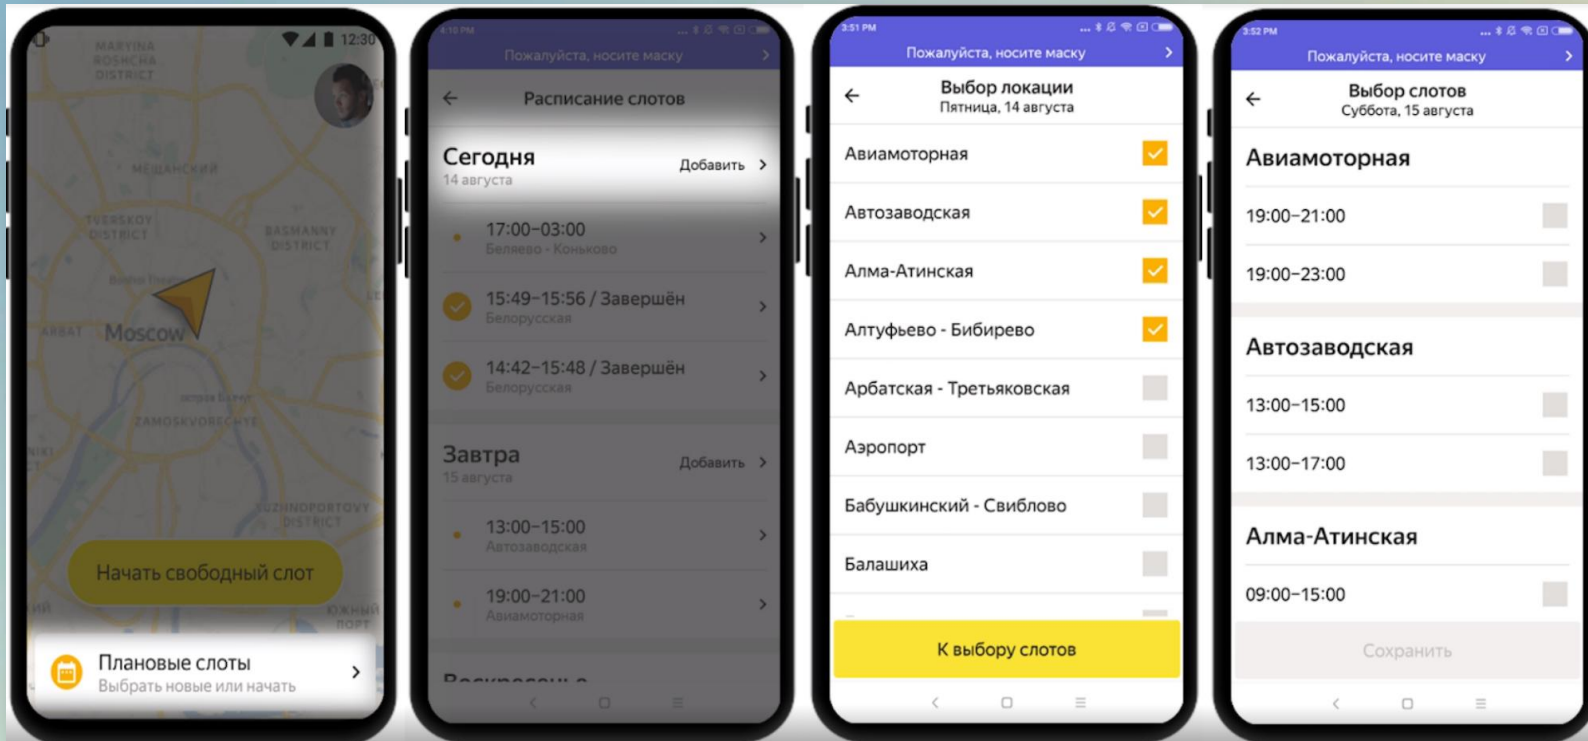 12:30
MARYINA
ROSHCHA
DISTRICT
МЕЩАНСКИЙ
TVERSKOY
DISTRICT
BASMANNY
DISTRICT
ARBAT
Moscow
ZAMOSKVORECHYE
DISTRICT
ЮЖНЫЙ
ПОРТ
Начать свободный слот
Плановые слоты
Выбрать новые или начать
4:10 PM
Пожалуйста, носите маску
Расписание слотов
Сегодня
14 августа
Добавить
17:00–03:00
Беляево - Коньково
15:49–15:56 / Завершён
Белорусская
14:42–15:48 / Завершён
Белорусская
Завтра
15 августа
Добавить
13:00–15:00
Автозаводская
19:00–21:00
Авиамоторная
3:51 PM
Пожалуйста, носите маску
Выбор локации
Пятница, 14 августа
Авиамоторная
Автозаводская
Алма-Атинская
Алтуфьево - Бибирево
Арбатская - Третьяковская
Аэропорт
Бабушкинский - Свиблово
Балашиха
К выбору слотов
3:52 PM
Пожалуйста, носите маску
Выбор слотов
Суббота, 15 августа
Авиамоторная
19:00–21:00
19:00–23:00
Автозаводская
13:00–15:00
13:00–17:00
Алма-Атинская
09:00–15:00
Сохранить